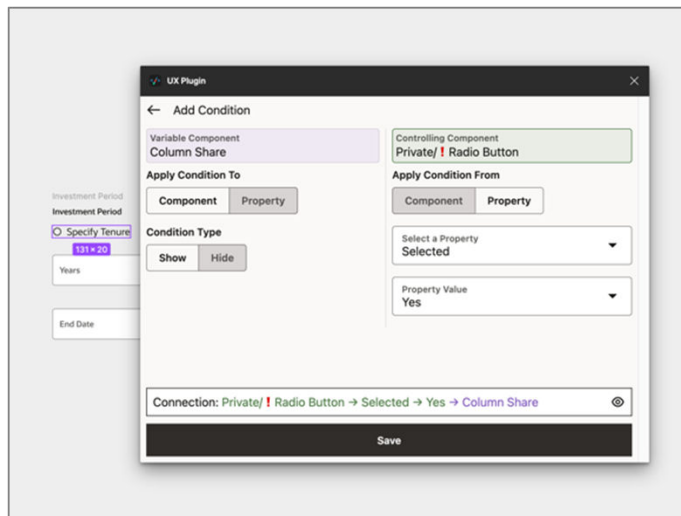 UX Plugin
Add Condition
Variable Component
Column Share
Controlling Component
Private/❗Radio Button
Apply Condition To
Apply Condition From
Component Property
Component Property
Condition Type
Show Hide
Select a Property
Selected
Property Value
Yes
Connection: Private/❗Radio Button → Selected → Yes → Column Share
Save
Investment Period
Investment Period
Specify Tenure
131 × 20
Years
End Date